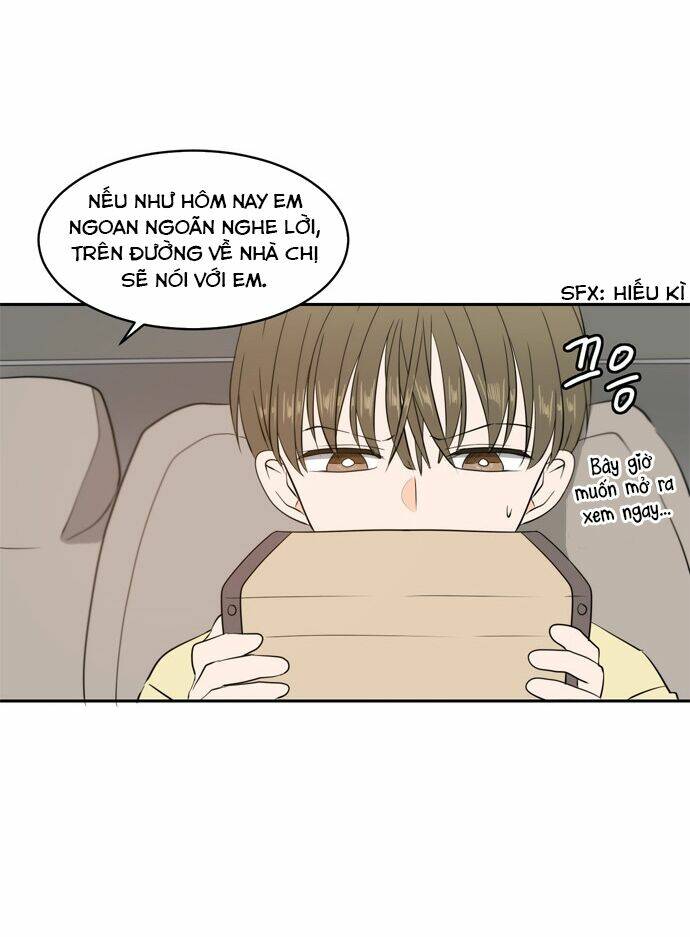 NẾU NHƯ HÔM NAY EM
NGOAN NGOÃN NGHE LỜI,
TRÊN ĐƯỜNG VỀ NHÀ CHỊ
SẼ NÓI VỚI EM.
SFX: HIẾU KÌ
끄응
Bây giờ
muốn mở ra
xem ngay...